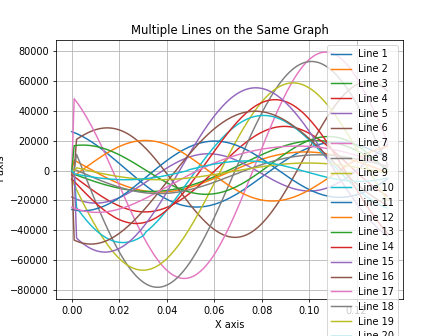 Multiple Lines on the Same Graph
80000
60000
40000
20000
0
−20000
−40000
−60000
−80000
0.00
0.02
0.04
0.06
0.08
0.10
X axis
Line 1
Line 2
Line 3
Line 4
Line 5
Line 6
Line 7
Line 8
Line 9
Line 10
Line 11
Line 12
Line 13
Line 14
Line 15
Line 16
Line 17
Line 18
Line 19
Line 20